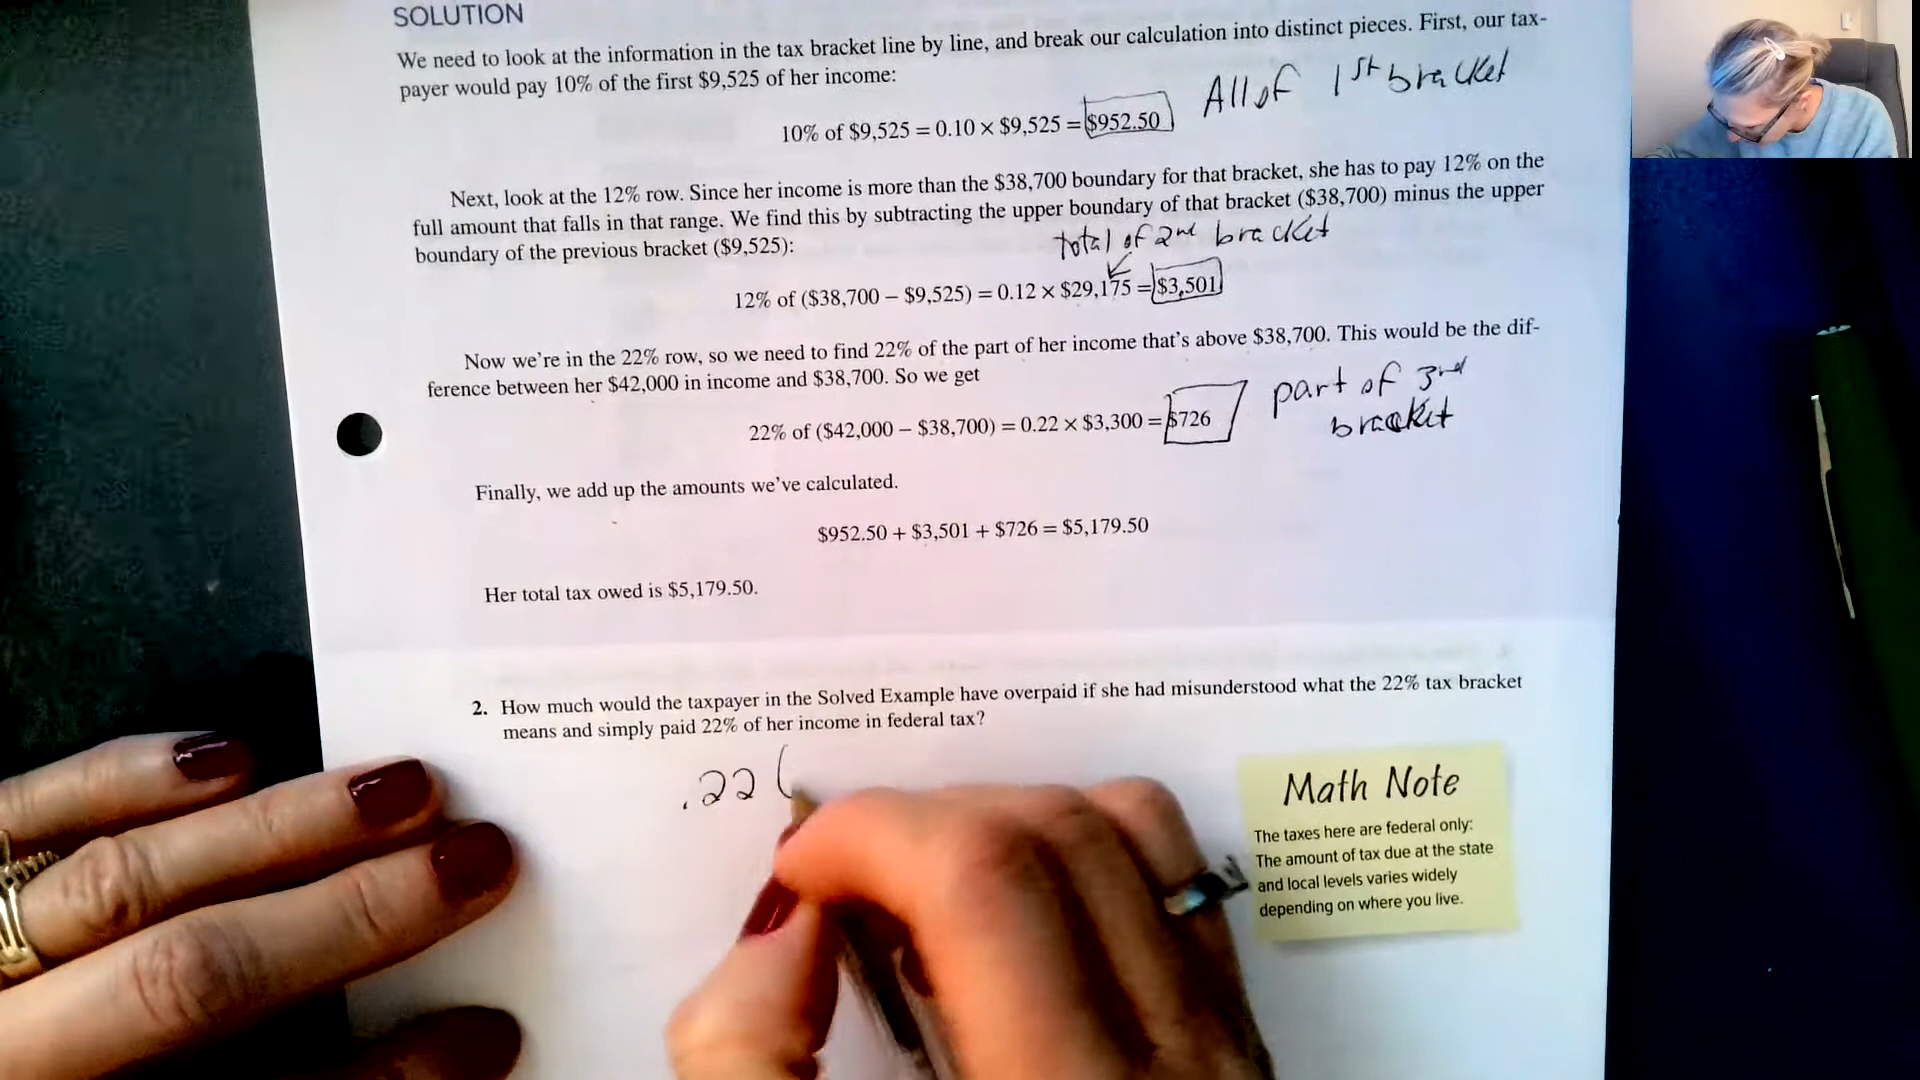 SOLUTION
We need to look at the information in the tax bracket line by line, and break our calculation into distinct pieces. First, our tax-
payer would pay 10% of the first $9,525 of her income:
All of 1st bracket
10% of $9,525 = 0.10 × $9,525 = $952.50
Next, look at the 12% row. Since her income is more than the $38,700 boundary for that bracket, she has to pay 12% on the
full amount that falls in that range. We find this by subtracting the upper boundary of that bracket ($38,700) minus the upper
boundary of the previous bracket ($9,525):
total of 2nd bracket
12% of ($38,700 – $9,525) = 0.12 × $29,175 = $3,501
Now we're in the 22% row, so we need to find 22% of the part of her income that's above $38,700. This would be the dif-
ference between her $42,000 in income and $38,700. So we get
22% of ($42,000 – $38,700) = 0.22 × $3,300 = $726
part of 3rd
bracket
Finally, we add up the amounts we've calculated.
$952.50 + $3,501 + $726 = $5,179.50
Her total tax owed is $5,179.50.
2. How much would the taxpayer in the Solved Example have overpaid if she had misunderstood what the 22% tax bracket
means and simply paid 22% of her income in federal tax?
.22 (
Math Note
The taxes here are federal only:
The amount of tax due at the state
and local levels varies widely
depending on where you live.